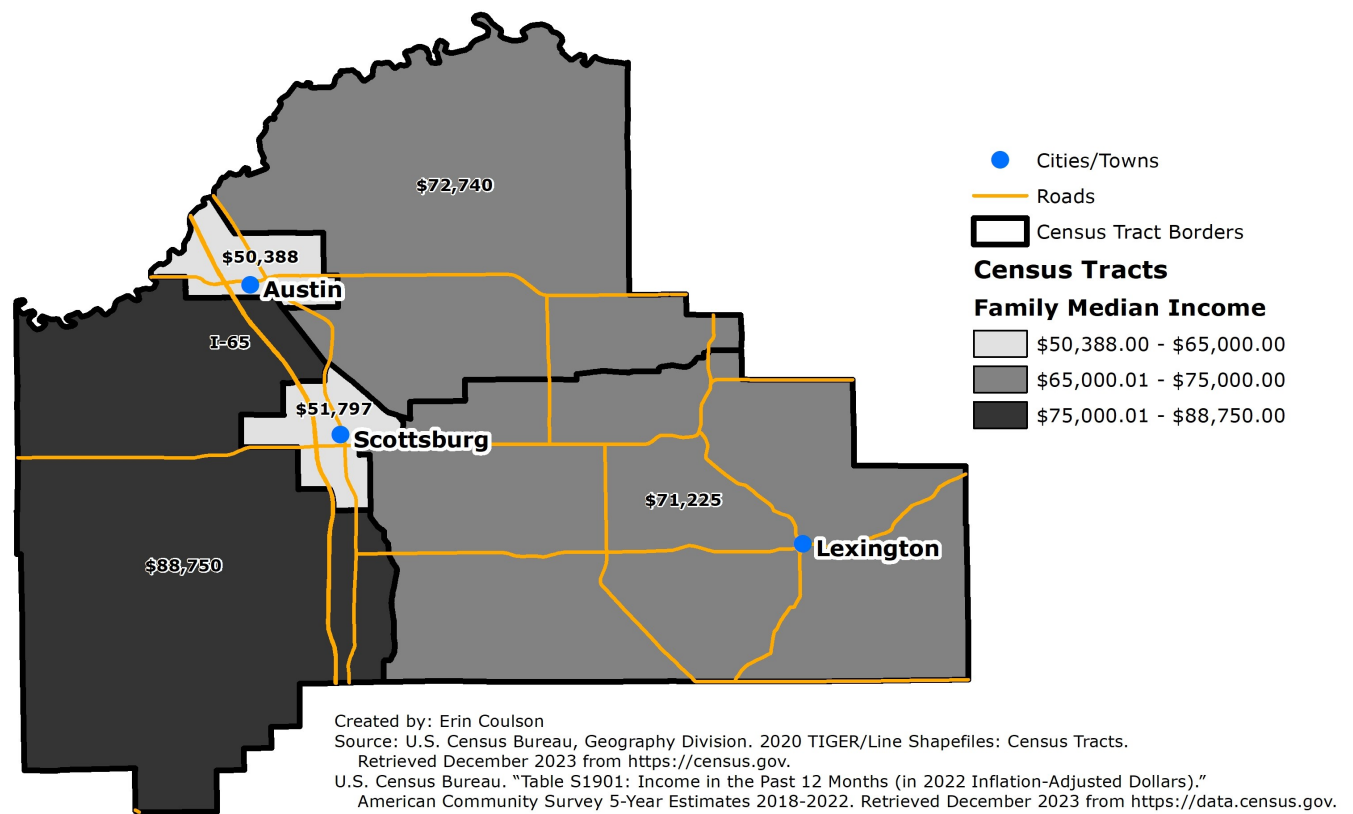 $72,740
Cities/Towns
Roads
Census Tract Borders
$50,388
Austin
Census Tracts
Family Median Income
I-65
$50,388.00 - $65,000.00
$65,000.01 - $75,000.00
$75,000.01 - $88,750.00
$51,797
Scottsburg
$71,225
Lexington
$88,750
Created by: Erin Coulson
Source: U.S. Census Bureau, Geography Division. 2020 TIGER/Line Shapefiles: Census Tracts.
Retrieved December 2023 from https://census.gov.
U.S. Census Bureau. “Table S1901: Income in the Past 12 Months (in 2022 Inflation-Adjusted Dollars).”
American Community Survey 5-Year Estimates 2018-2022. Retrieved December 2023 from https://data.census.gov.